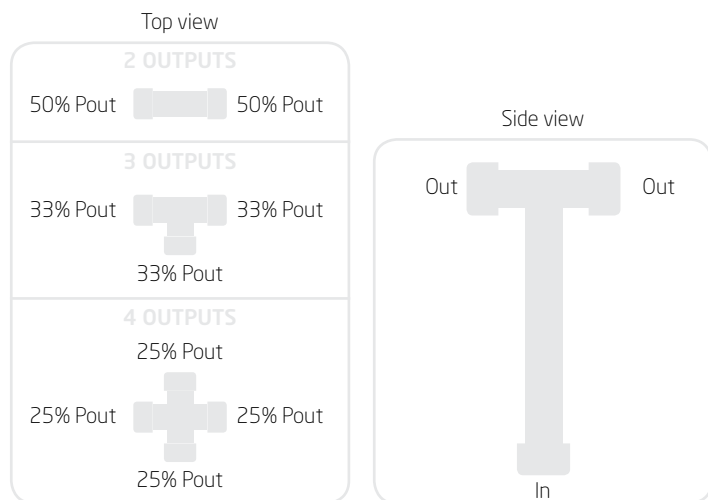 Top view
2 OUTPUTS
50% Pout 50% Pout
3 OUTPUTS
33% Pout 33% Pout
33% Pout
4 OUTPUTS
25% Pout
25% Pout 25% Pout
25% Pout
Side view
Out Out
In